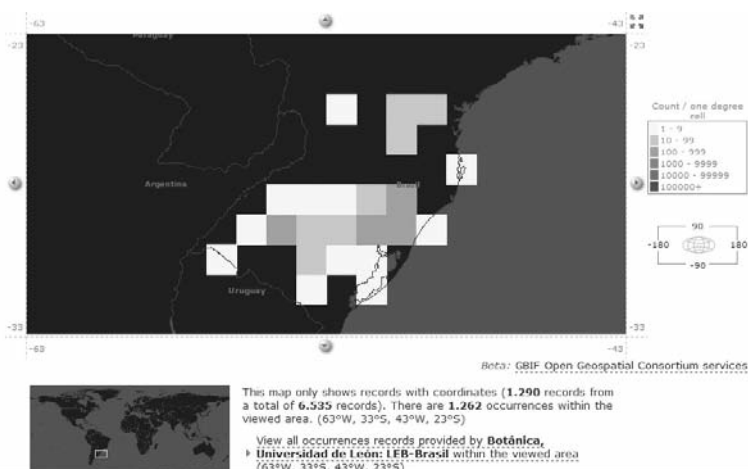 -63
-43
-23
-23
Paraguay
Count / one degree
cell
1 - 9
10 - 99
100 - 999
1000 - 9999
10000 - 99999
100000+
Argentina
Brazil
90
-180
180
-90
Uruguay
-33
-33
-63
-43
Beta: GBIF Open Geospatial Consortium services
This map only shows records with coordinates (1.290 records from
a total of 6.535 records). There are 1.262 occurrences within the
viewed area. (63°W, 33°S, 43°W, 23°S)
View all occurrences records provided by Botánica,
Universidad de León: LEB-Brasil within the viewed area
(63°W, 33°S, 43°W, 23°S)